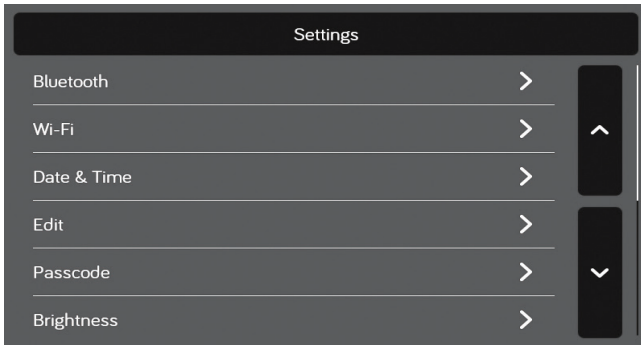 Settings
Bluetooth
Wi-Fi
Date & Time
Edit
Passcode
Brightness